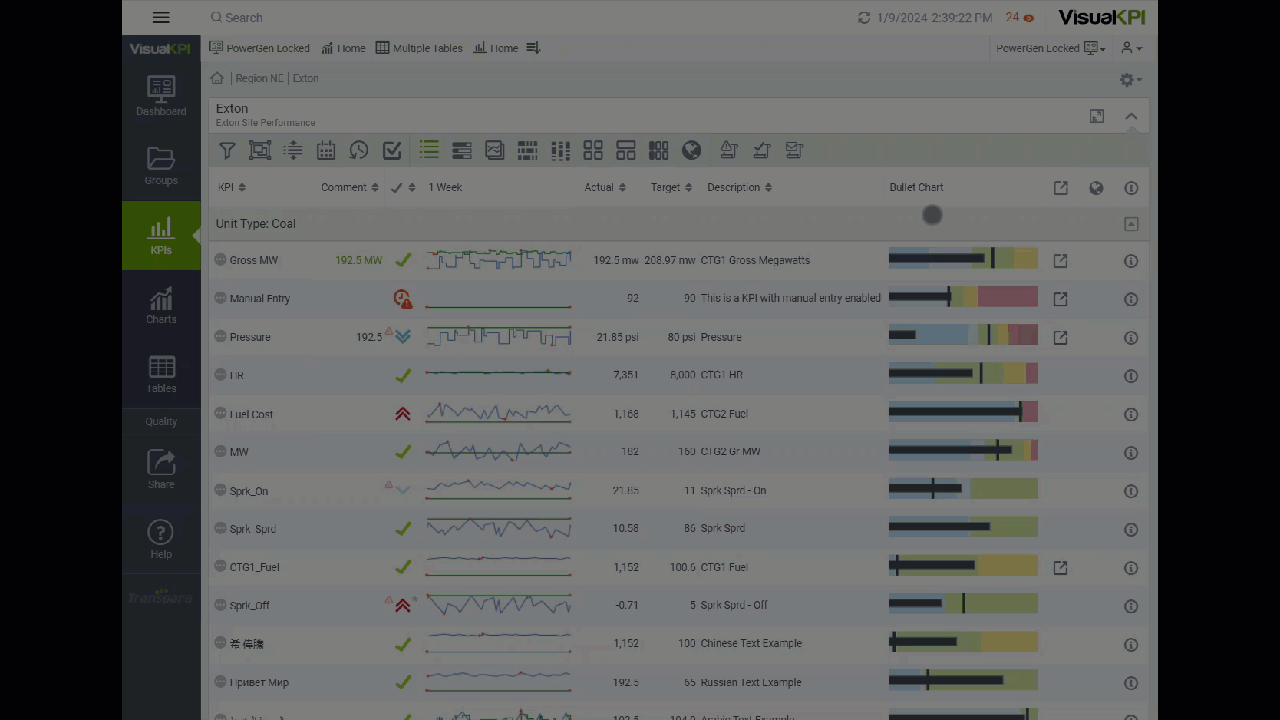 Search
1/9/2024 2:39:22 PM
24
VisualKPI
VisualKPI
PowerGen Locked
Home
Multiple Tables
Home
PowerGen Locked
Region NE | Exton
Exton
Exton Site Performance
Dashboard
Groups
KPIs
Charts
Tables
Quality
Share
Help
Transpara
KPI Comment 1 Week Actual Target Description Bullet Chart
Unit Type: Coal
Gross MW 192.5 MW 192.5 mw 208.97 mw CTG1 Gross Megawatts
Manual Entry 92 90 This is a KPI with manual entry enabled
Pressure 192.5 21.85 psi 80 psi Pressure
HR 7,351 8,000 CTG1 HR
Fuel Cost 1,168 1,145 CTG2 Fuel
MW 182 160 CTG2 Gr MW
Sprk_On 21.85 11 Sprk Sprd - On
Sprk_Sprd 10.58 86 Sprk Sprd
CTG1_Fuel 1,152 100.6 CTG1 Fuel
Sprk_Off -0.71 5 Sprk Sprd - Off
1,152 100 Chinese Text Example
Привет Мир 192.5 65 Russian Text Example
192.5 104.9 Arabic Text Example